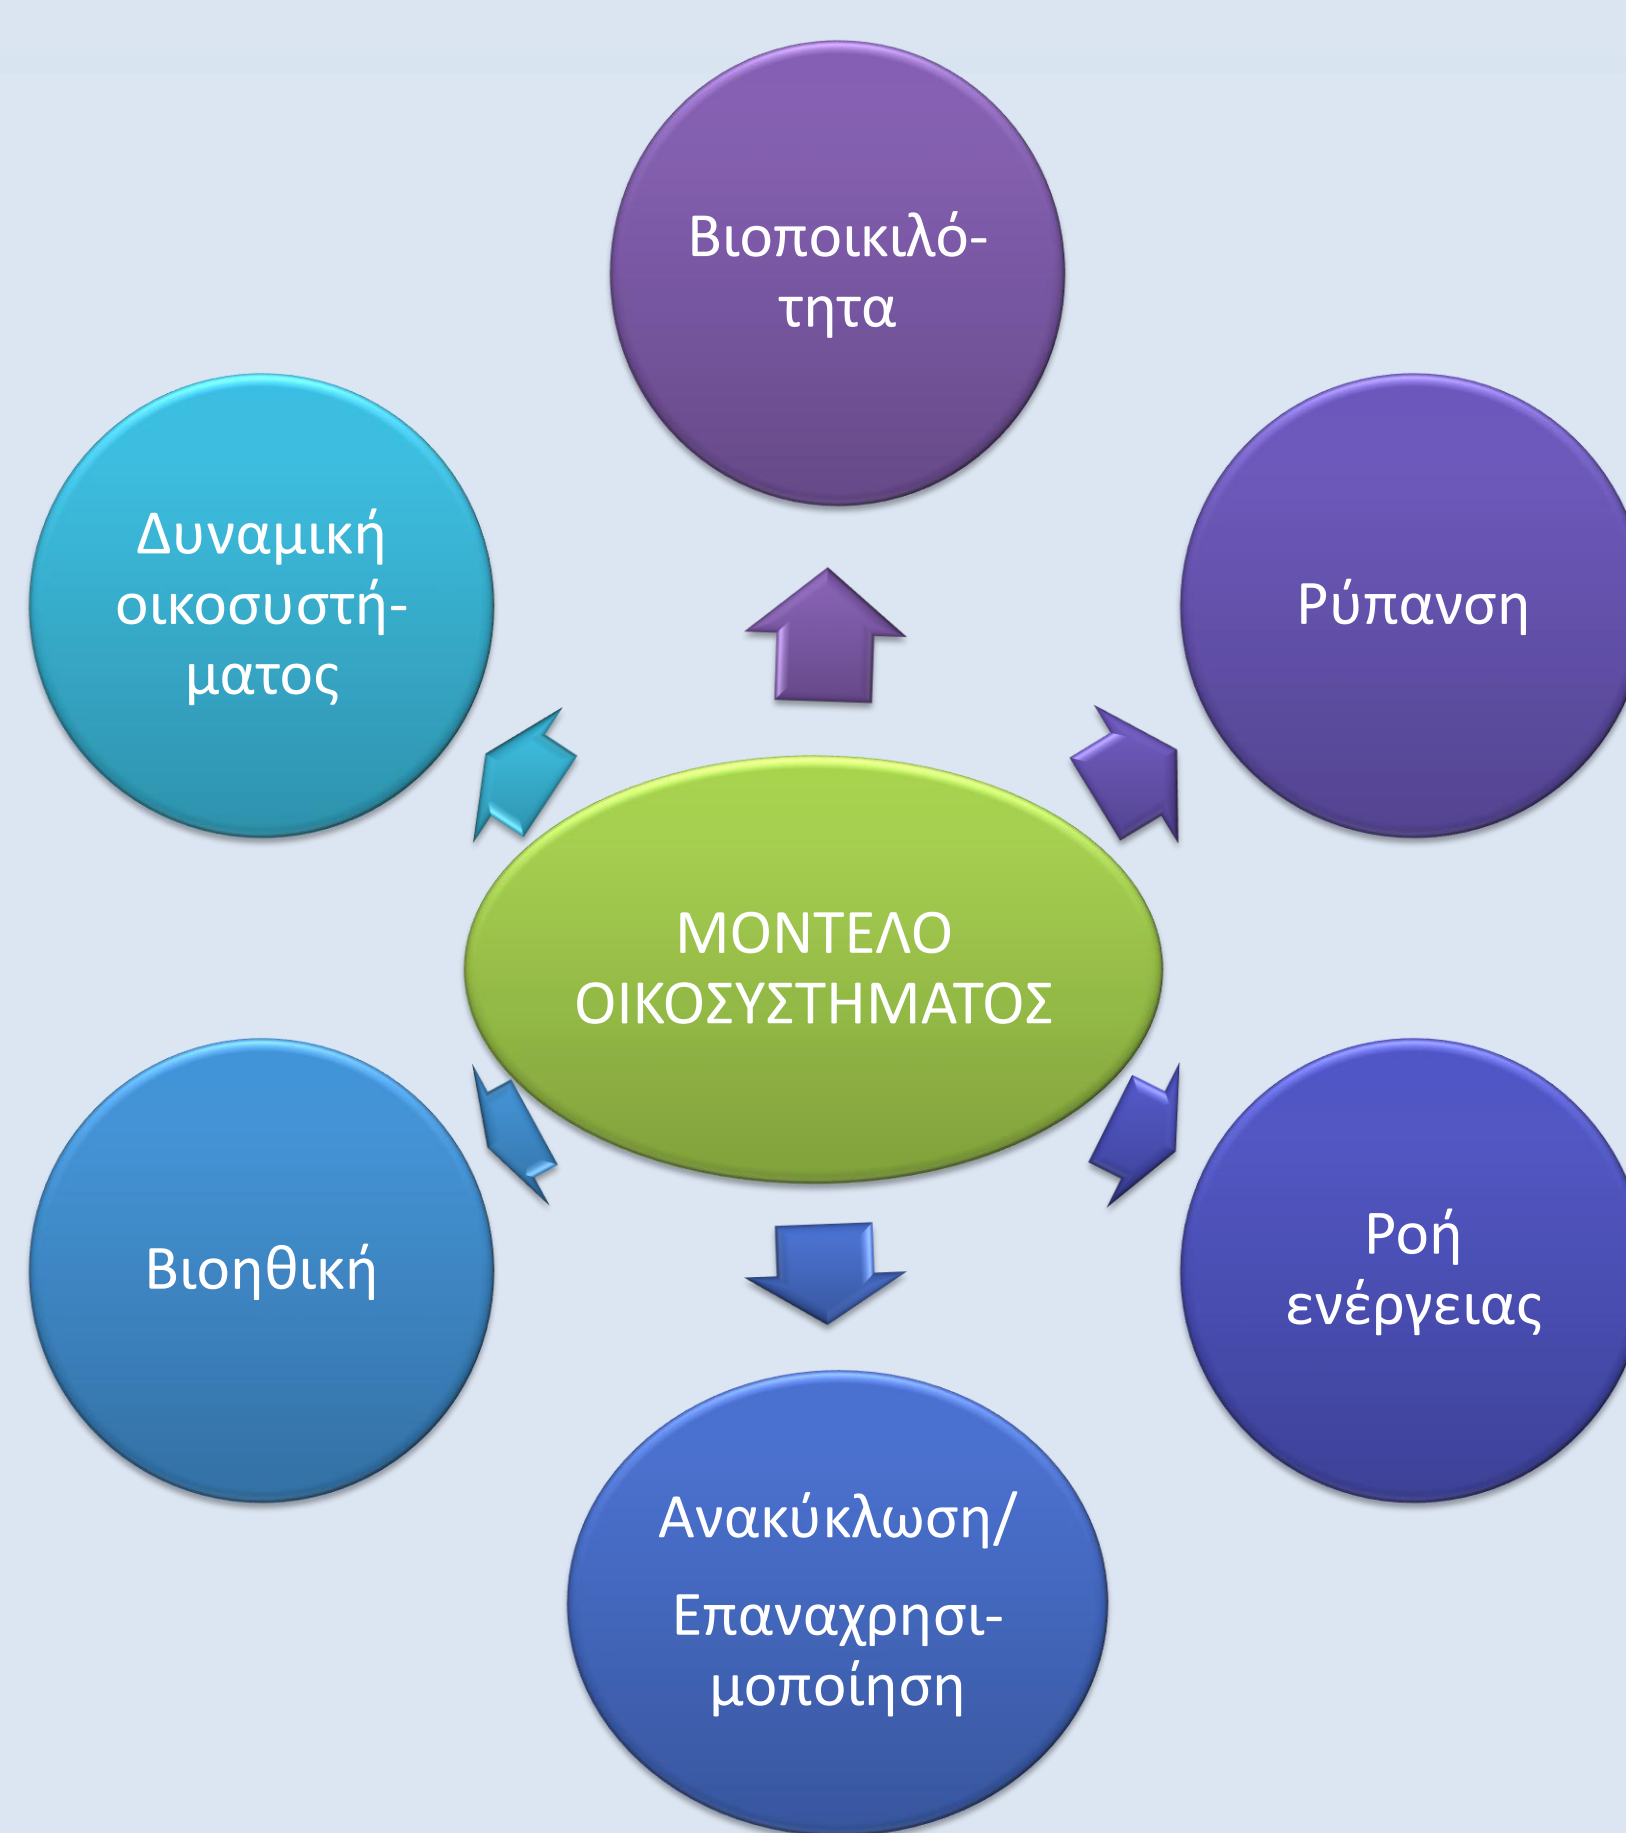 Βιοποικιλό-
τητα
Δυναμική
οικοσυστή-
ματος
Ρύπανση
ΜΟΝΤΕΛΟ
ΟΙΚΟΣΥΣΤΗΜΑΤΟΣ
Βιοηθική
Ροή
ενέργειας
Ανακύκλωση/
Επαναχρησι-
μοποίηση